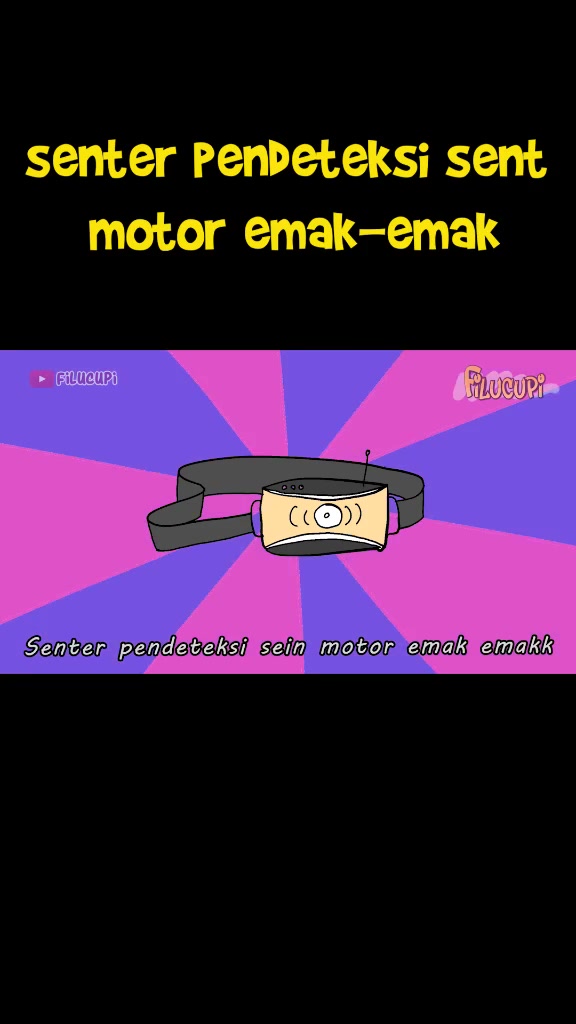 Senter Pendeteksi Sent
motor emak-emak
FILUCUPI
FILUCUPI
Senter pendeteksi sein motor emak emakk